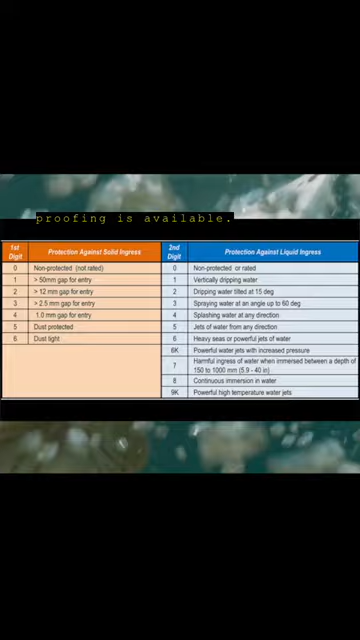 proofing is available.
1st Digit Protection Against Solid Ingress 2nd Digit Protection Against Liquid Ingress
0 Non-protected (not rated) 0 Non-protected or rated
1 > 50mm gap for entry 1 Vertically dripping water
2 > 12 mm gap for entry 2 Dripping water tilted at 15 deg
3 > 2.5 mm gap for entry 3 Spraying water at an angle up to 60 deg
4 1.0 mm gap for entry 4 Splashing water at any direction
5 Dust protected 5 Jets of water from any direction
6 Dust tight 6 Heavy seas or powerful jets of water
6K Powerful water jets with increased pressure
7 Harmful ingress of water when immersed between a depth of
150 to 1000 mm (5.9 - 40 in)
8 Continuous immersion in water
9K Powerful high temperature water jets